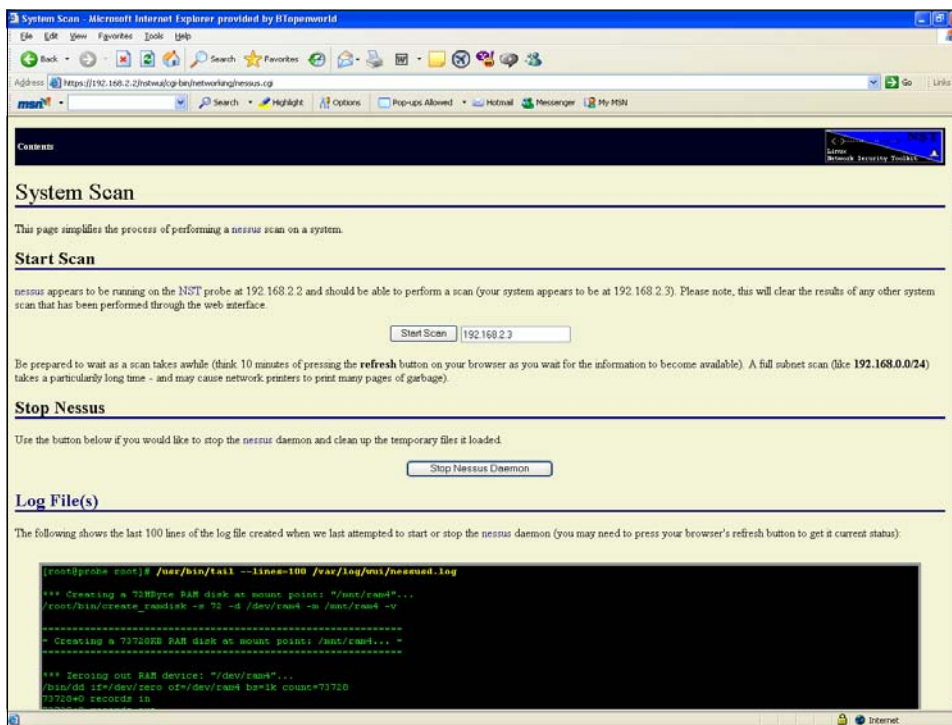 System Scan - Microsoft Internet Explorer provided by BTopenworld
File Edit View Favorites Tools Help
Back Search Favorites
Address https://192.168.2.2/nstwui/cgi-bin/networking/nessus.cgi Go Links
msn Search Highlight Options Pop-ups Allowed Hotmail Messenger My MSN
Contents
NST
Linux
Network Security Toolkit
System Scan
This page simplifies the process of performing a nessus scan on a system.
Start Scan
nessus appears to be running on the NST probe at 192.168.2.2 and should be able to perform a scan (your system appears to be at 192.168.2.3). Please note, this will clear the results of any other system
scan that has been performed through the web interface.
Start Scan 192.168.2.3
Be prepared to wait as a scan takes awhile (think 10 minutes of pressing the refresh button on your browser as you wait for the information to become available). A full subnet scan (like 192.168.0.0/24)
takes a particularily long time - and may cause network printers to print many pages of garbage).
Stop Nessus
Use the button below if you would like to stop the nessus daemon and clean up the temporary files it loaded.
Stop Nessus Daemon
Log File(s)
The following shows the last 100 lines of the log file created when we last attempted to start or stop the nessus daemon (you may need to press your browser's refresh button to get it current status):
[root@probe root]# /usr/bin/tail --lines=100 /var/log/wui/nessusd.log
*** Creating a 73MByte RAM disk at mount point: "/mnt/ram4"...
/root/bin/create_ramdisk -s 72 -d /dev/ram4 -m /mnt/ram4 -v
= Creating a 73728KB RAM disk at mount point: /mnt/ram4... =
*** Zeroing out RAM device: "/dev/ram4"...
/bin/dd if=/dev/zero of=/dev/ram4 bs=1k count=73728
73728+0 records in
73728+0 records out
Internet